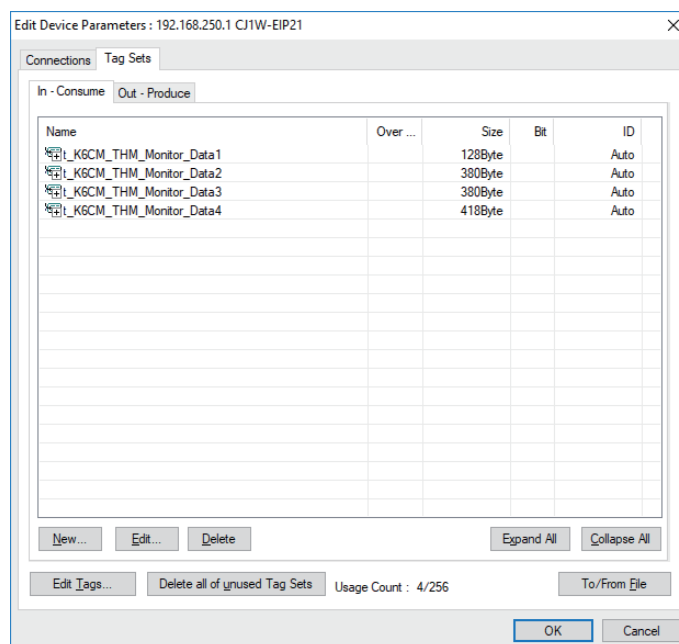 Edit Device Parameters : 192.168.250.1 CJ1W-EIP21
Connections Tag Sets
In - Consume Out - Produce
Name Over ... Size Bit ID
t_K6CM_THM_Monitor_Data1 128Byte Auto
t_K6CM_THM_Monitor_Data2 380Byte Auto
t_K6CM_THM_Monitor_Data3 380Byte Auto
t_K6CM_THM_Monitor_Data4 418Byte Auto
New... Edit... Delete Expand All Collapse All
Edit Tags... Delete all of unused Tag Sets Usage Count : 4/256 To/From File
OK Cancel